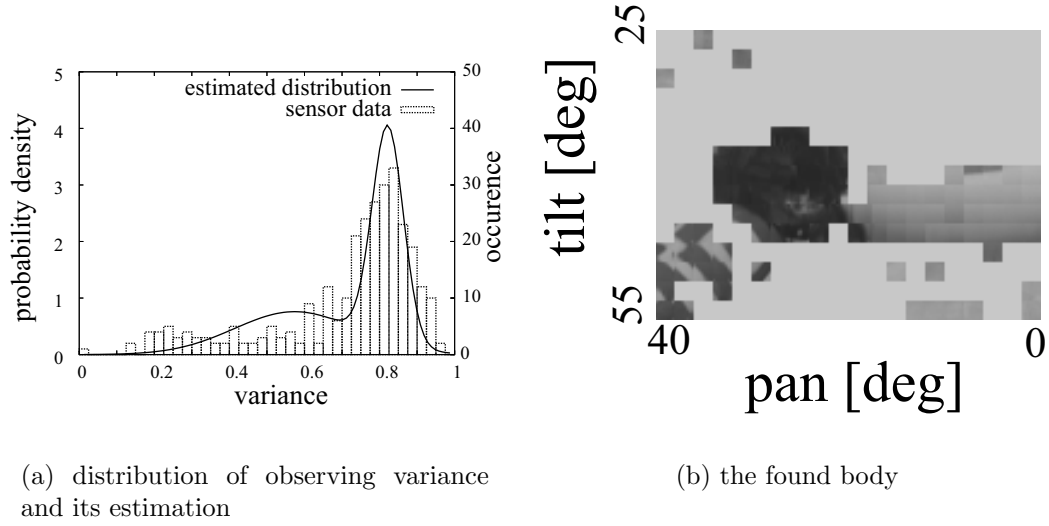 5
4
3
2
1
0
probability density
estimated distribution
sensor data
50
40
30
20
10
0
occurence
0
0.2
0.4
0.6
0.8
1
variance
25
tilt [deg]
55
40
0
pan [deg]
(a) distribution of observing variance
and its estimation
(b) the found body